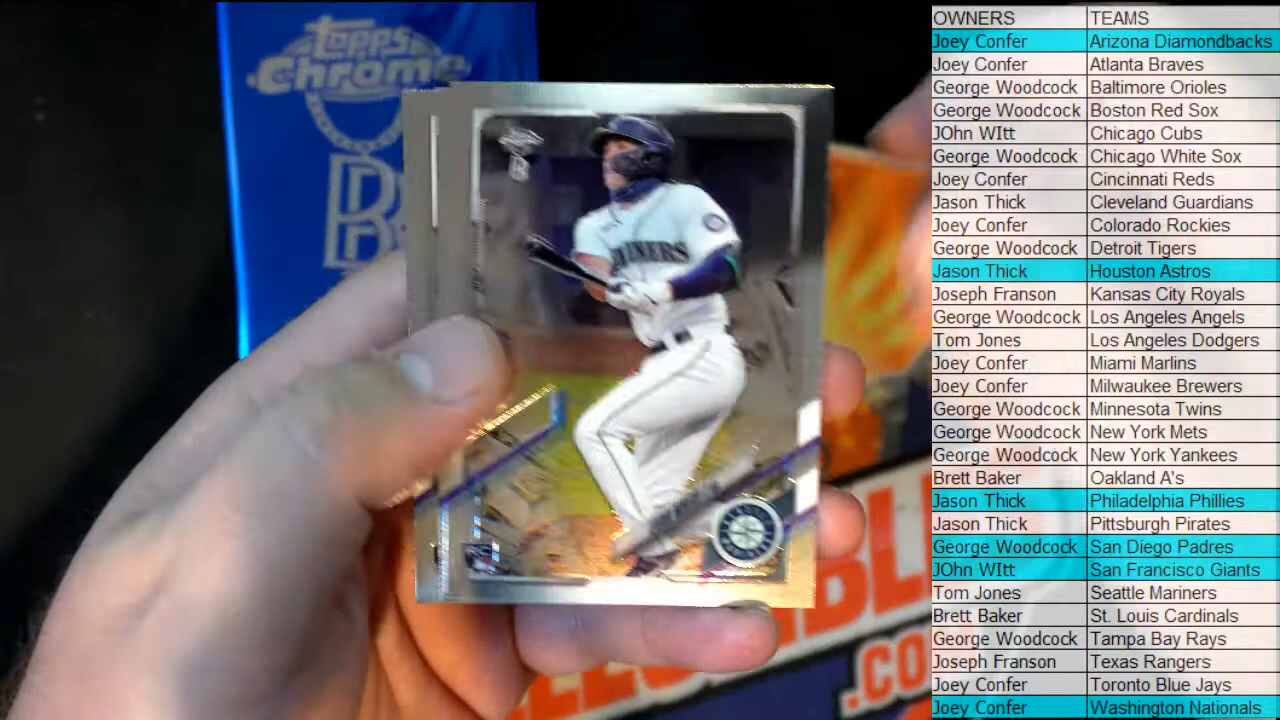 topps
Chrome
BB
MARINERS
OWNERS TEAMS
Joey Confer Arizona Diamondbacks
Joey Confer Atlanta Braves
George Woodcock Baltimore Orioles
George Woodcock Boston Red Sox
JOhn WItt Chicago Cubs
George Woodcock Chicago White Sox
Joey Confer Cincinnati Reds
Jason Thick Cleveland Guardians
Joey Confer Colorado Rockies
George Woodcock Detroit Tigers
Jason Thick Houston Astros
Joseph Franson Kansas City Royals
George Woodcock Los Angeles Angels
Tom Jones Los Angeles Dodgers
Joey Confer Miami Marlins
Joey Confer Milwaukee Brewers
George Woodcock Minnesota Twins
George Woodcock New York Mets
George Woodcock New York Yankees
Brett Baker Oakland A's
Jason Thick Philadelphia Phillies
Jason Thick Pittsburgh Pirates
George Woodcock San Diego Padres
JOhn WItt San Francisco Giants
Tom Jones Seattle Mariners
Brett Baker St. Louis Cardinals
George Woodcock Tampa Bay Rays
Joseph Franson Texas Rangers
Joey Confer Toronto Blue Jays
Joey Confer Washington Nationals